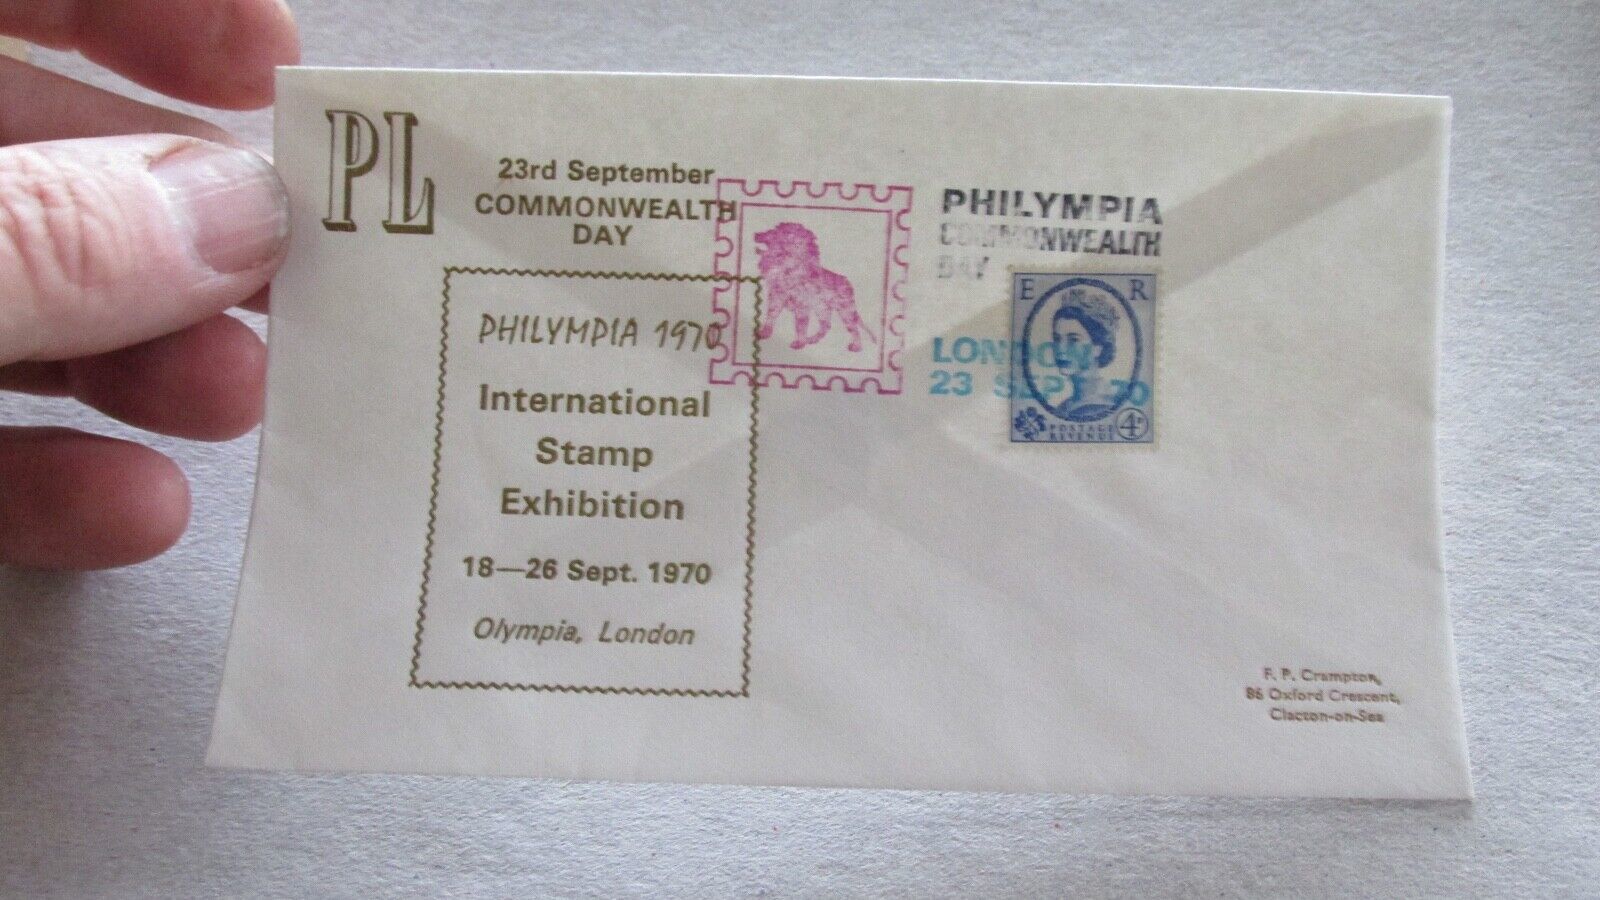 PL
23rd September
COMMONWEALTH
DAY
PHILYMPIA 1970
International
Stamp
Exhibition
18—26 Sept. 1970
Olympia, London
PHILYMPIA
COMMONWEALTH
DAY
LONDON
23 SEPT 70
E R
POSTAGE
REVENUE
4D
F. P. Crampton,
86 Oxford Crescent,
Clacton-on-Sea